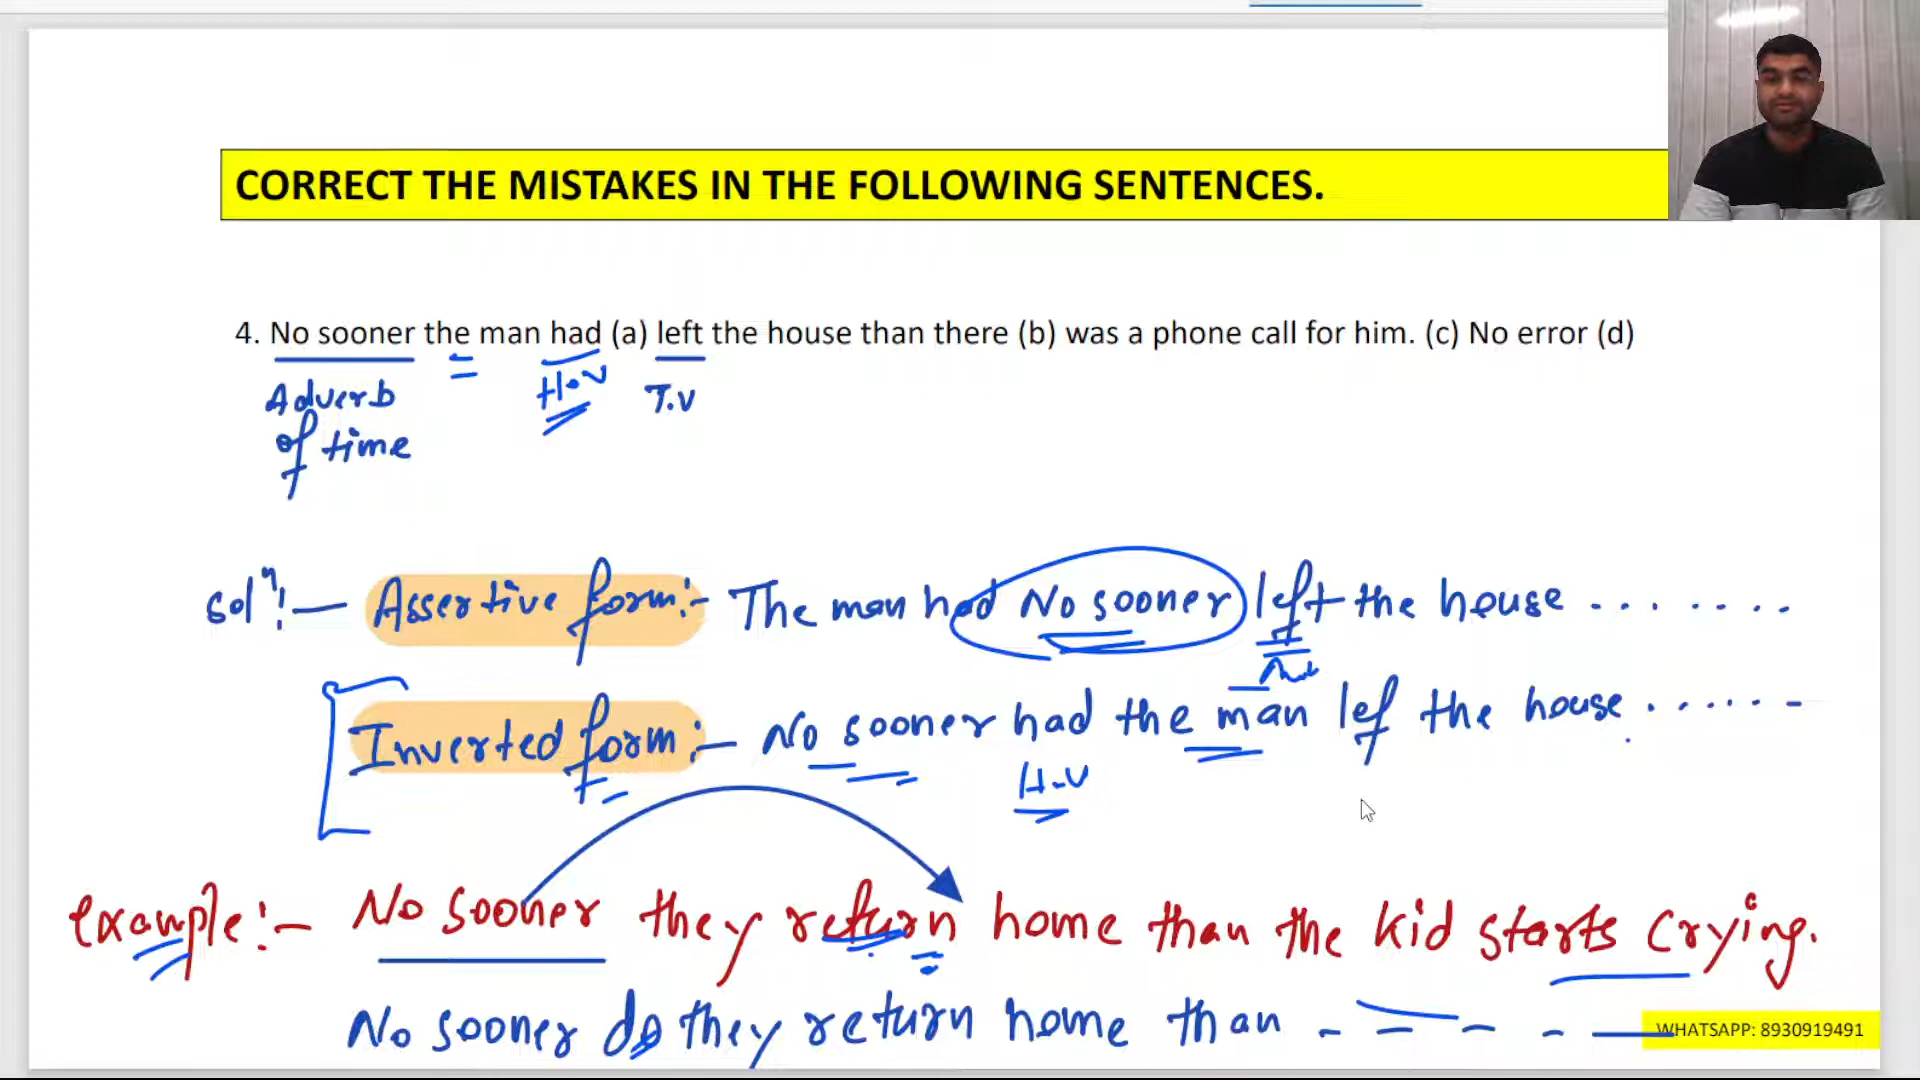 CORRECT THE MISTAKES IN THE FOLLOWING SENTENCES.
4. No sooner the man had (a) left the house than there (b) was a phone call for him. (c) No error (d)
Adverb of time
H.V
T.V
solⁿ:— Assertive form:- The man had No sooner left the house ........
Inverted form:— No sooner had the man lef the house .......
H.V
example:- No sooner they return home than the kid starts crying.
No sooner do they return home than - - - - —
WHATSAPP: 8930919491